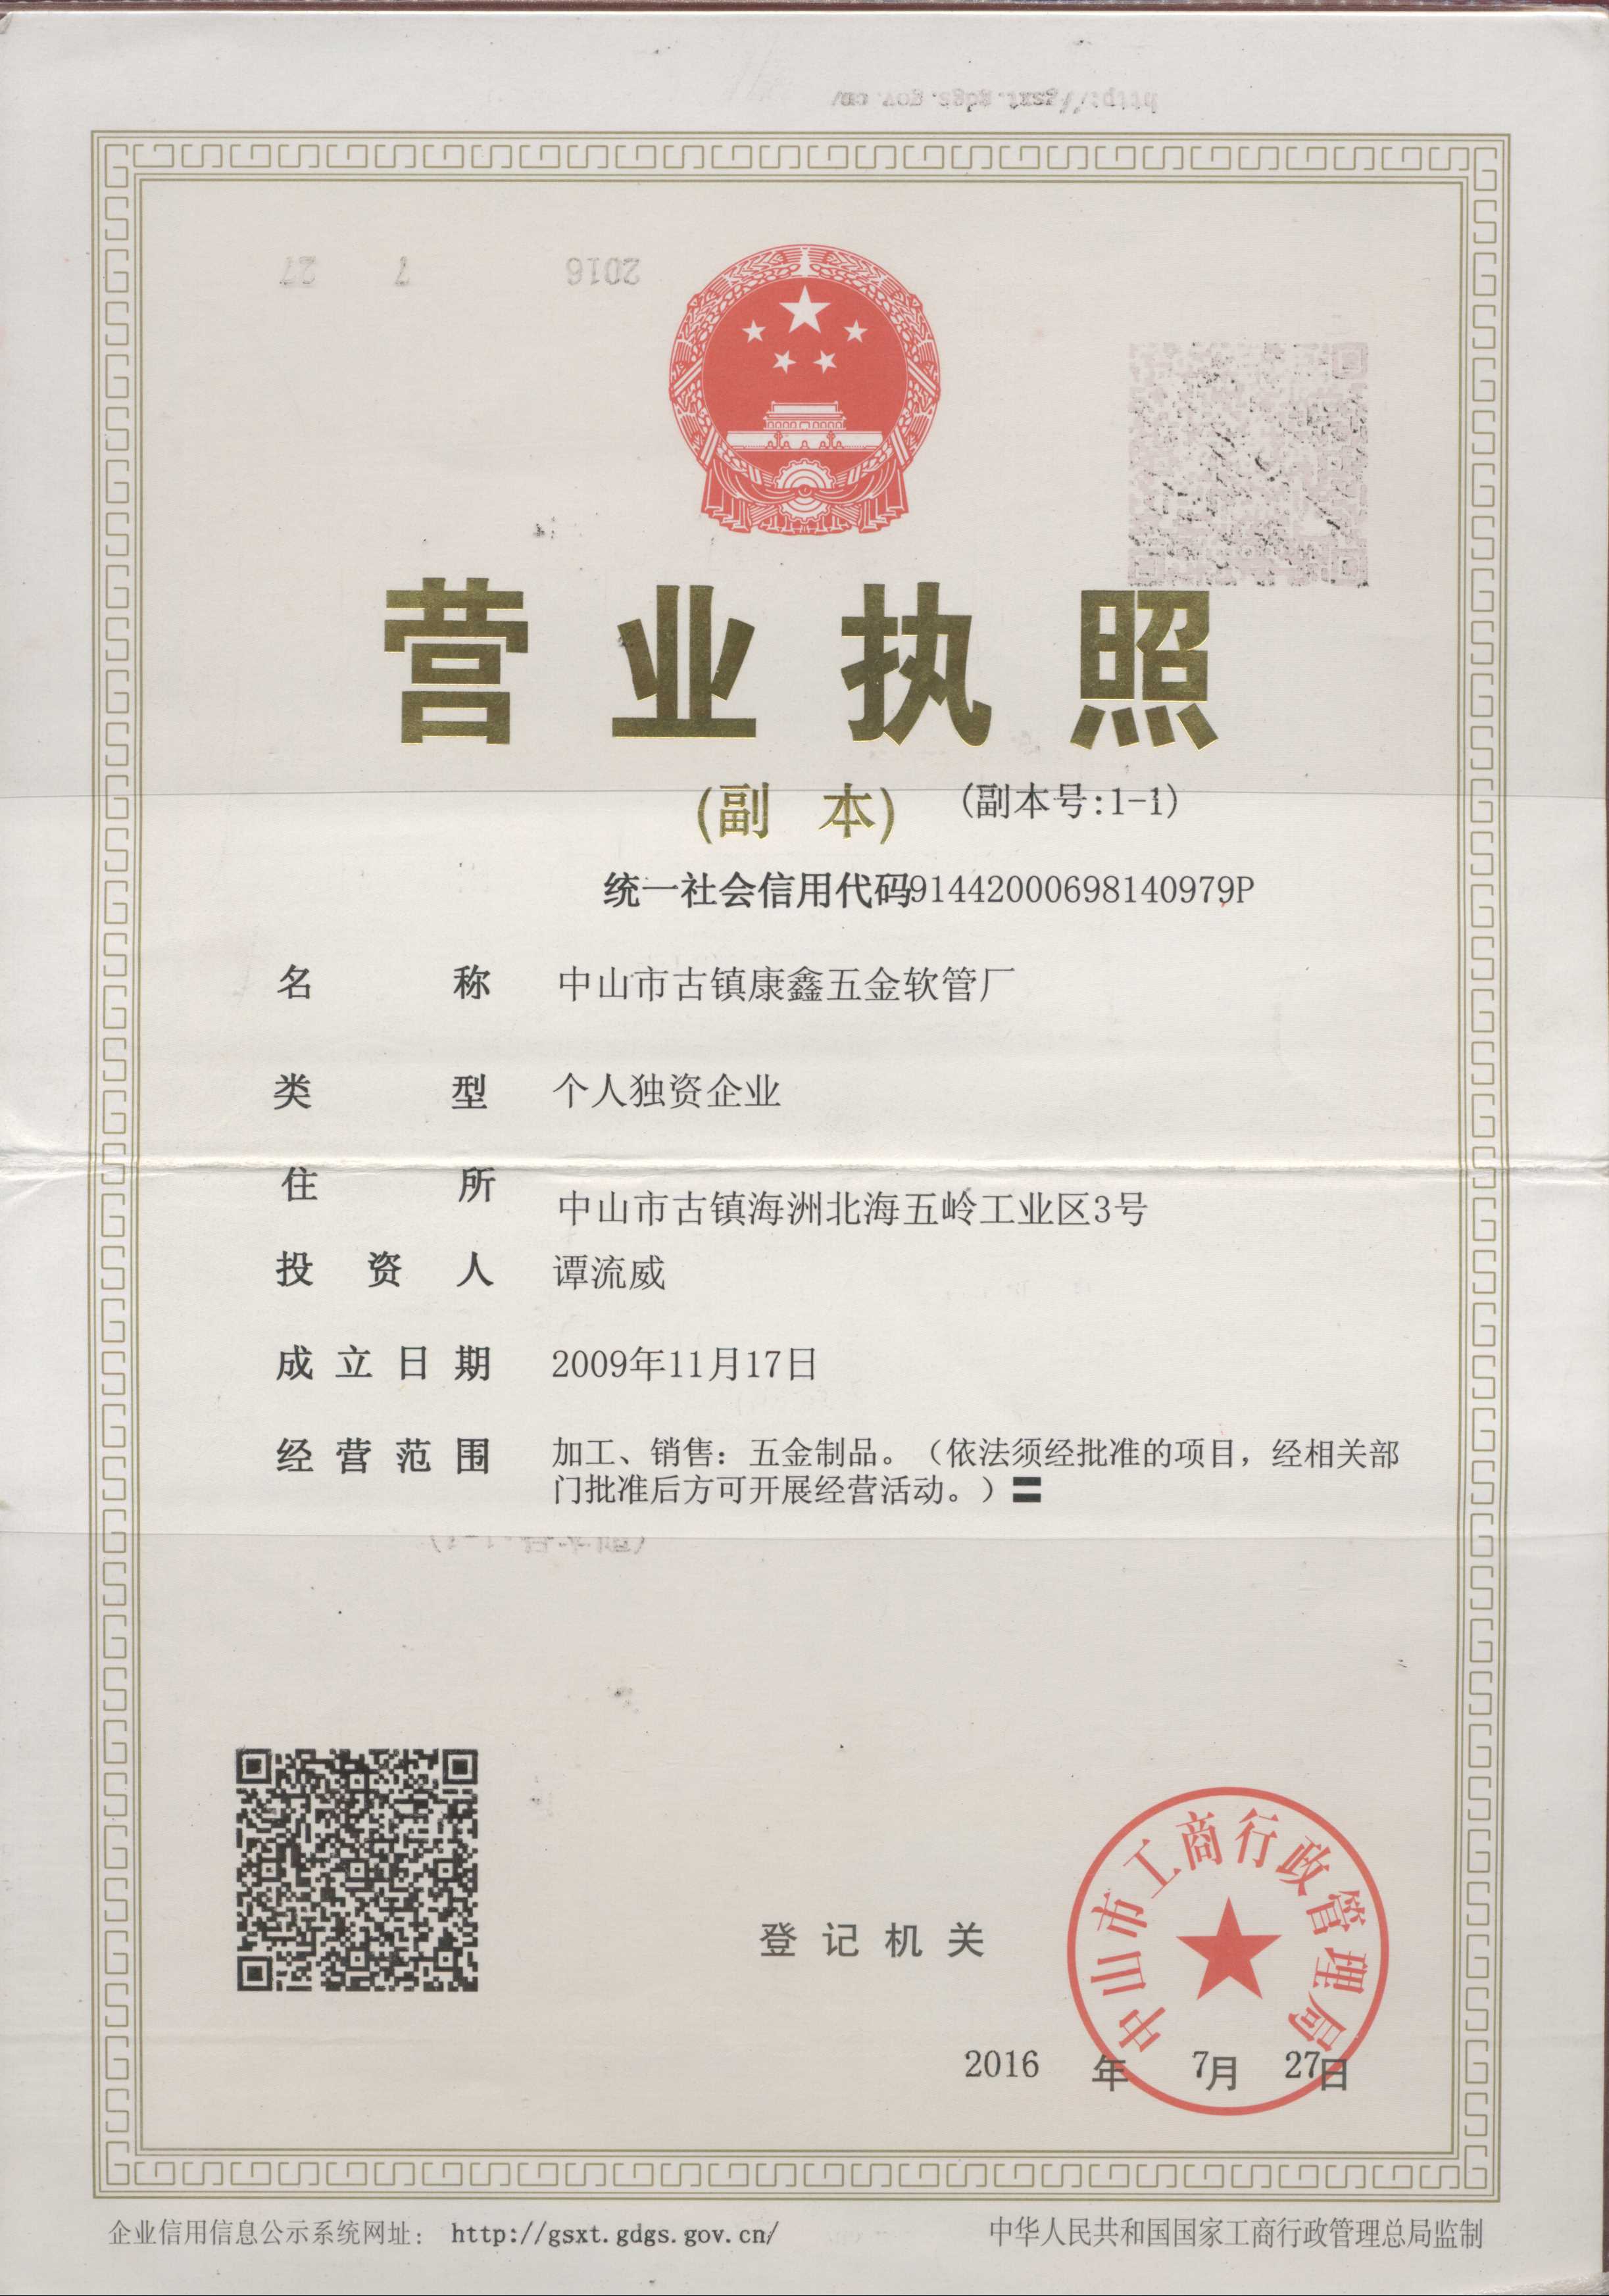 http://gsxt.gdgs.gov.cn/
2016 7 27
营业执照
(副 本) (副本号:1-1)
统一社会信用代码91442000698140979P
名 称 中山市古镇康鑫五金软管厂
类 型 个人独资企业
住 所 中山市古镇海洲北海五岭工业区3号
投 资 人 谭流威
成立日期 2009年11月17日
经营范围 加工、销售：五金制品。（依法须经批准的项目，经相关部
门批准后方可开展经营活动。）〓
登记机关
中山市工商行政管理局
2016 年 7月 27日
企业信用信息公示系统网址： http://gsxt.gdgs.gov.cn/
中华人民共和国国家工商行政管理总局监制